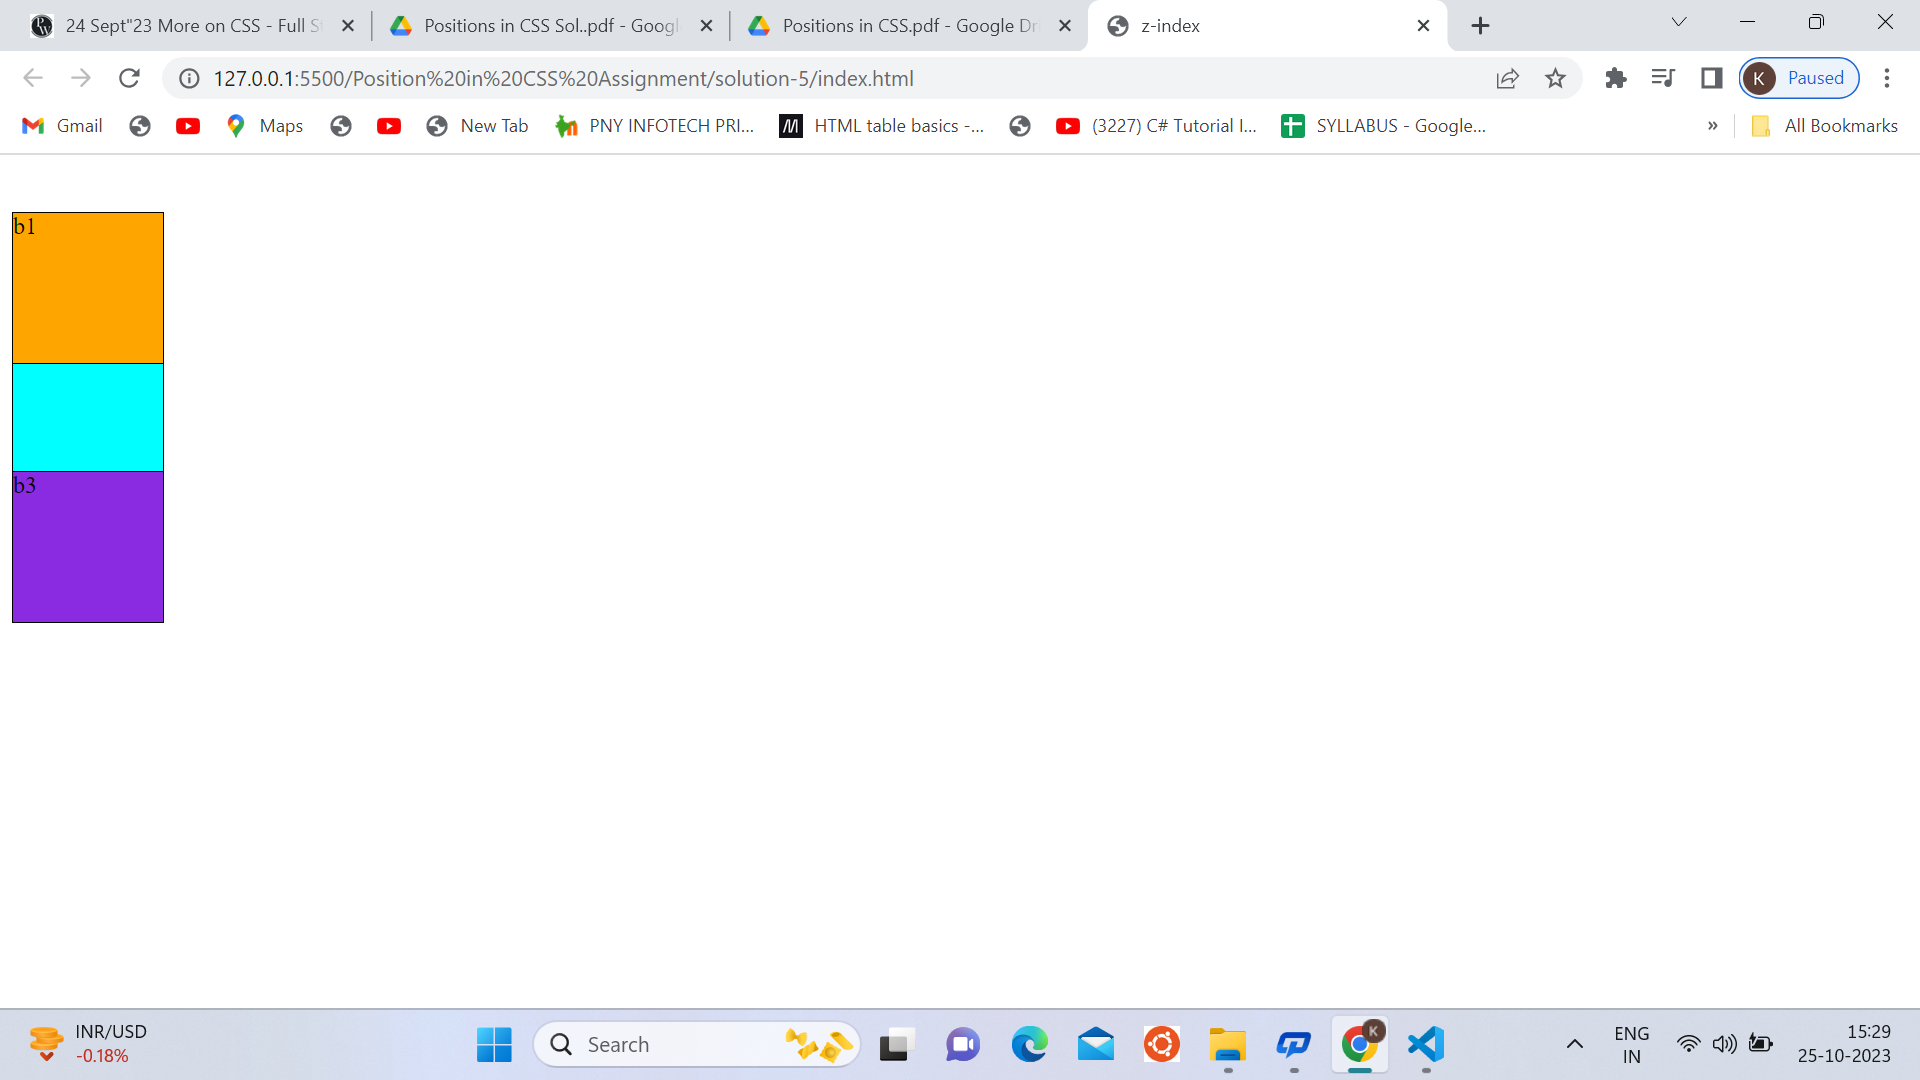 24 Sept"23 More on CSS - Full S
Positions in CSS Sol..pdf - Googl
Positions in CSS.pdf - Google Dr
z-index
127.0.0.1:5500/Position%20in%20CSS%20Assignment/solution-5/index.html
K
Paused
Gmail
Maps
New Tab
PNY INFOTECH PRI...
HTML table basics -...
(3227) C# Tutorial I...
SYLLABUS - Google...
»
All Bookmarks
b1
b3
INR/USD
-0.18%
Search
K
ENG
IN
15:29
25-10-2023